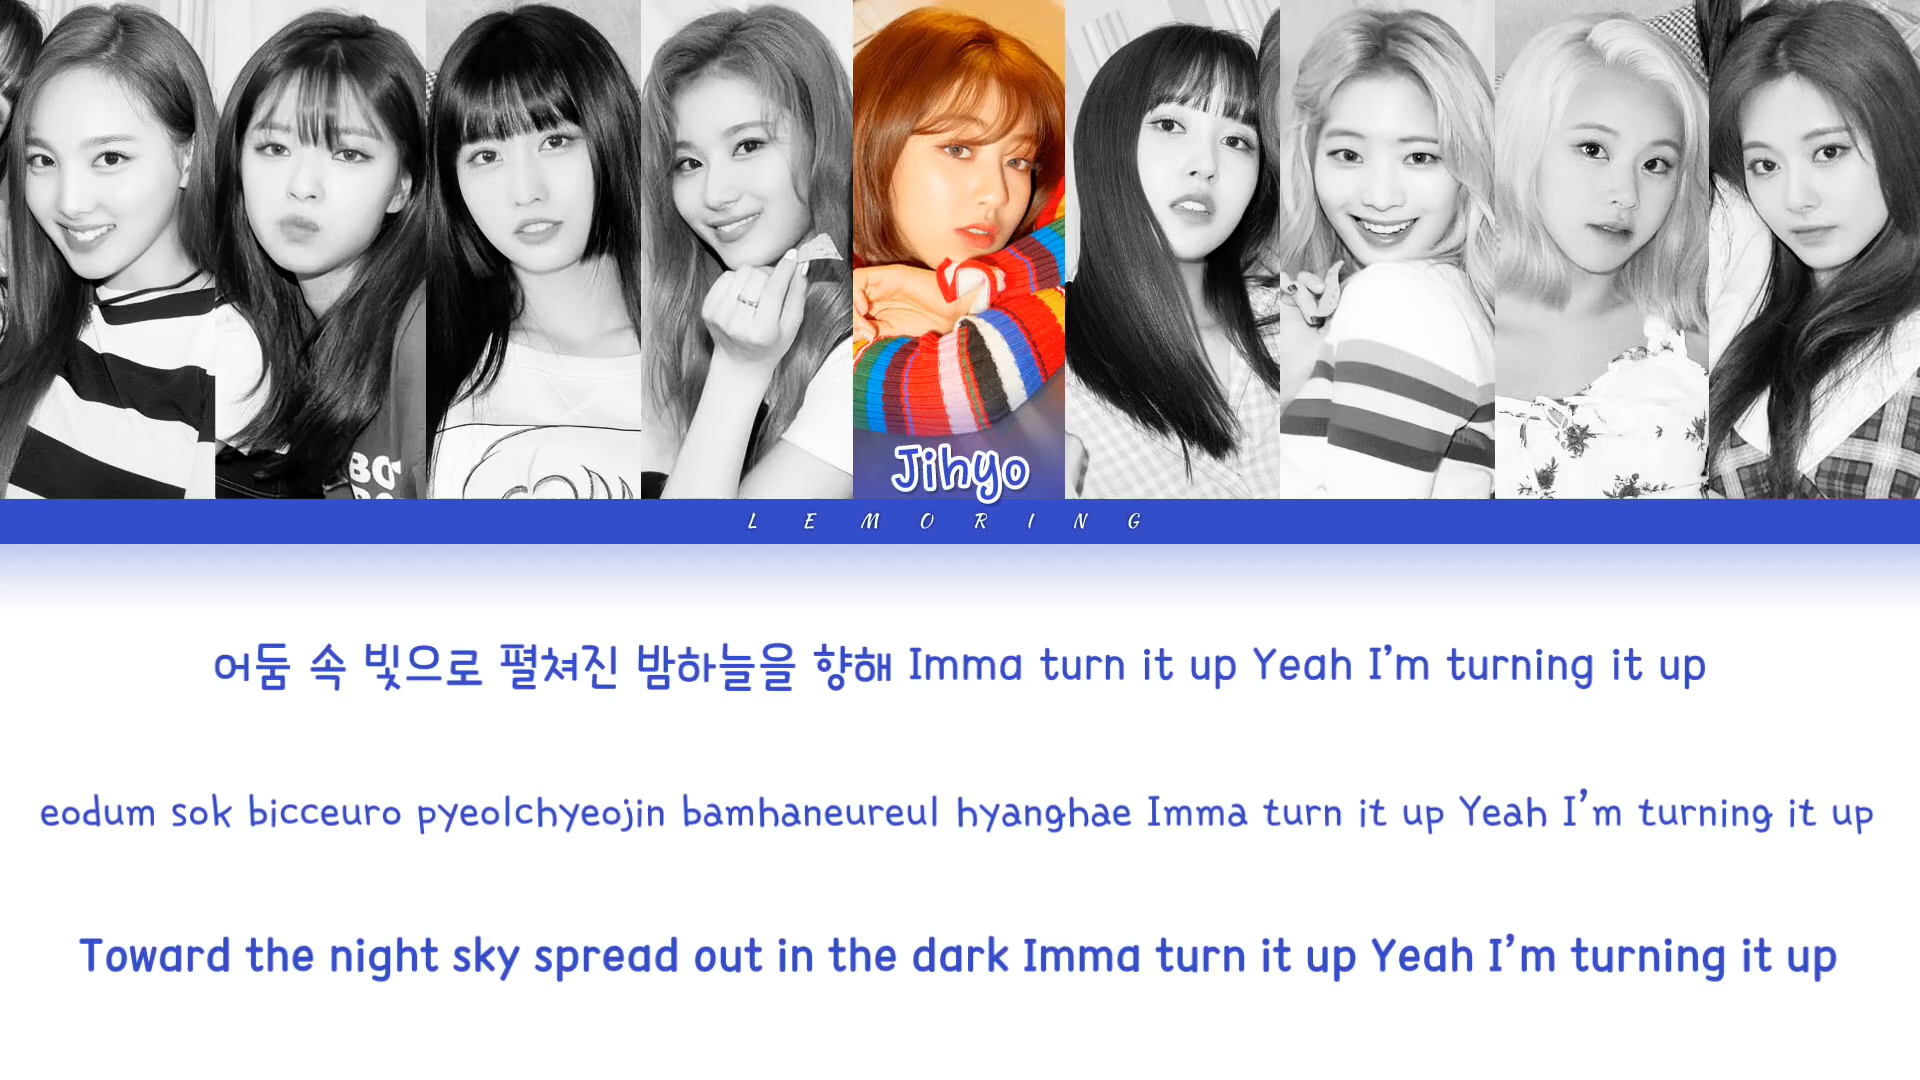 BO
Jihyo
LEMORING
어둠 속 빛으로 펼쳐진 밤하늘을 향해 Imma turn it up Yeah I'm turning it up
eodum sok bicceuro pyeolchyeojin bamhaneureul hyanghae Imma turn it up Yeah I'm turning it up
Toward the night sky spread out in the dark Imma turn it up Yeah I'm turning it up